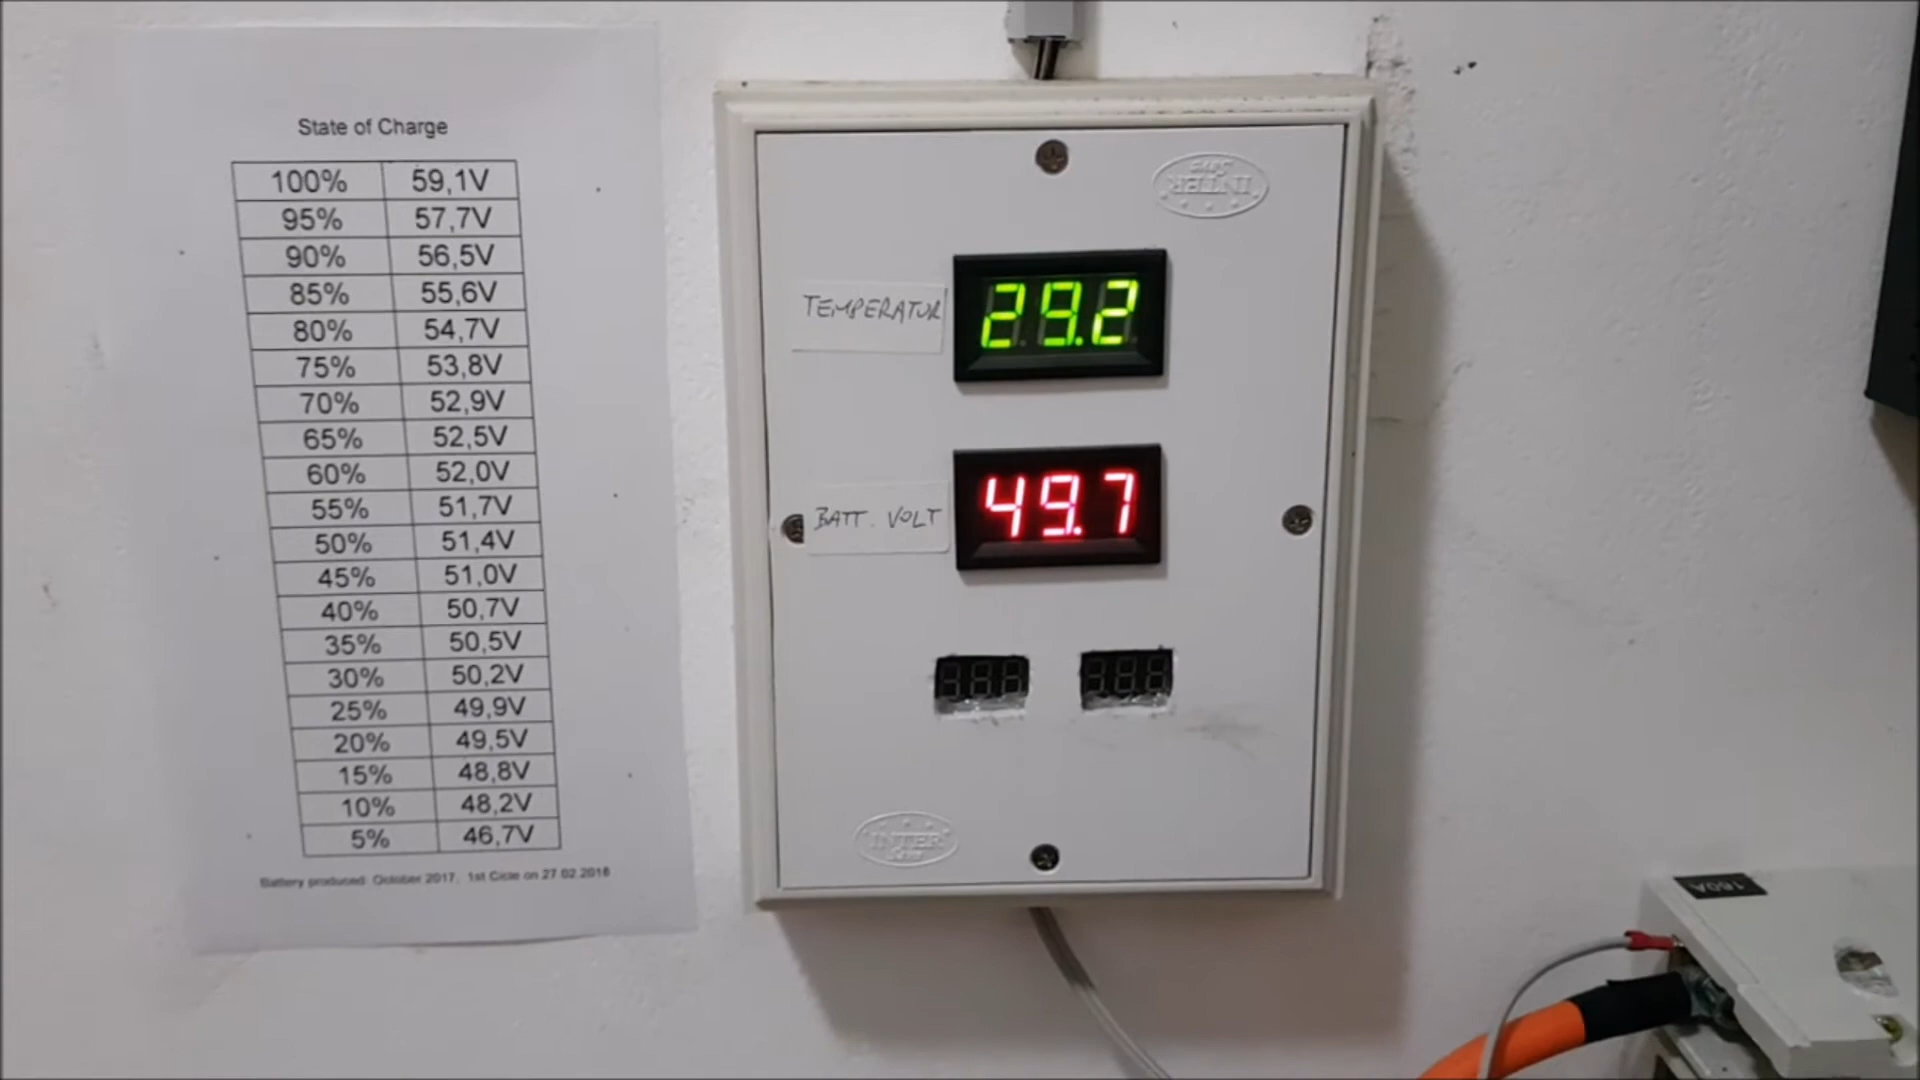 State of Charge
100% 59,1V
95% 57,7V
90% 56,5V
85% 55,6V
80% 54,7V
75% 53,8V
70% 52,9V
65% 52,5V
60% 52,0V
55% 51,7V
50% 51,4V
45% 51,0V
40% 50,7V
35% 50,5V
30% 50,2V
25% 49,9V
20% 49,5V
15% 48,8V
10% 48,2V
5% 46,7V
Battery produced: October 2017, 1st Cicle on 27.02.2018
INTER
TEMPERATUR
29.2
BATT. VOLT
49.7
INTER
160A